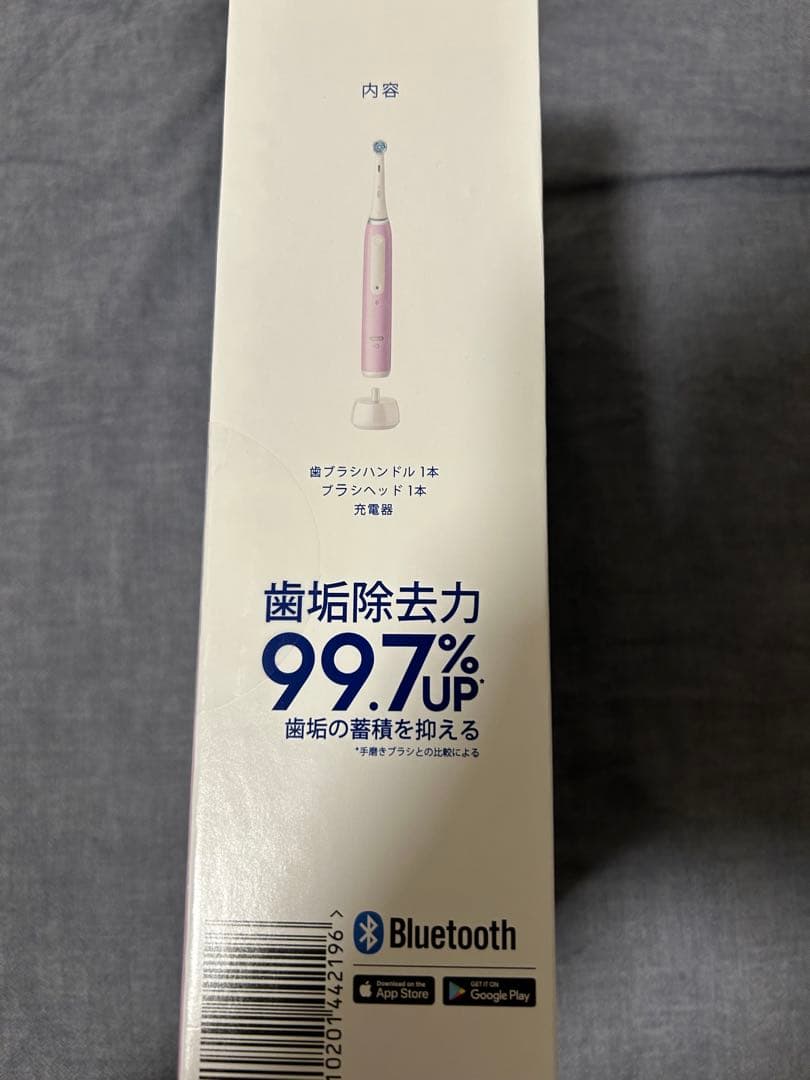 内容
歯ブラシハンドル 1本
ブラシヘッド 1本
充電器
歯垢除去力
99.7%UP*
歯垢の蓄積を抑える
*手磨きブラシとの比較による
Bluetooth
Download on the
App Store
GET IT ON
Google Play
10201 442196 >